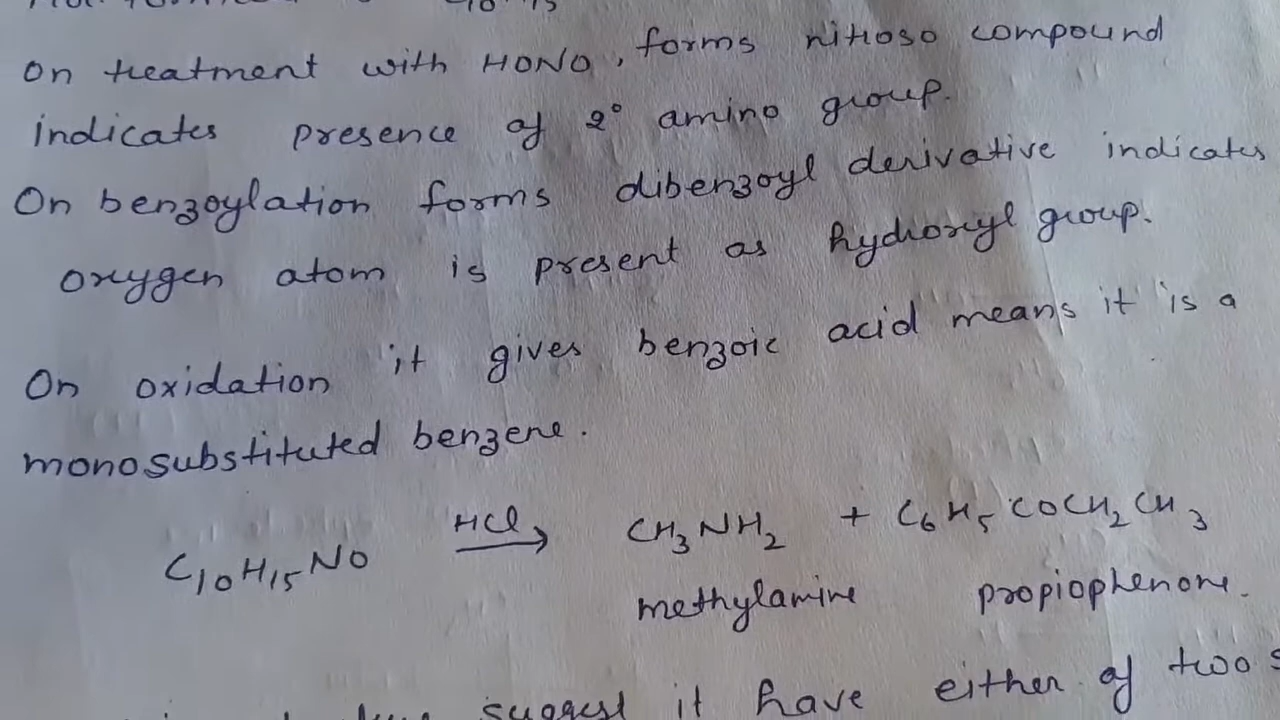 On treatment with HONO, forms nitroso compound
indicates presence of 2° amino group.
On benzoylation forms dibenzoyl derivative indicates
oxygen atom is present as hydroxyl group.
On oxidation it gives benzoic acid means it is a
monosubstituted benzene.
C₁₀H₁₅NO HCl → CH₃NH₂ + C₆H₅COCH₂CH₃
methylamine propiophenone.
suggest it have either of two